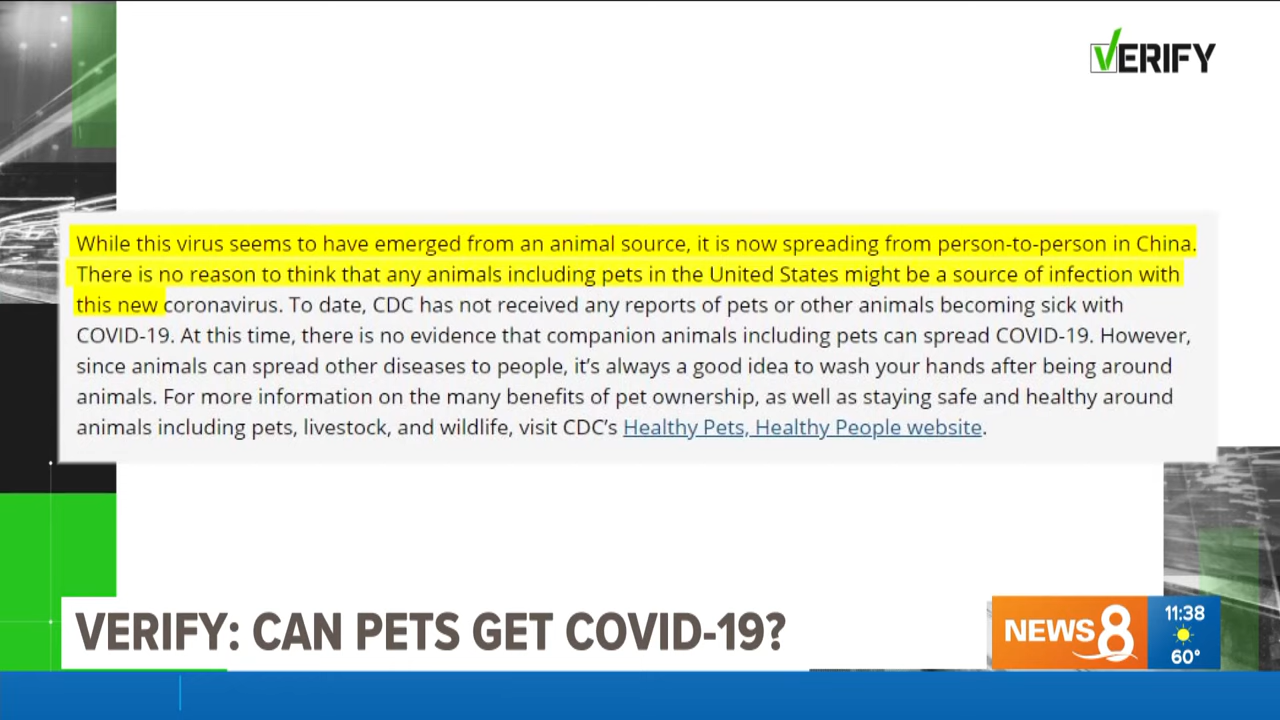 VERIFY
While this virus seems to have emerged from an animal source, it is now spreading from person-to-person in China.
There is no reason to think that any animals including pets in the United States might be a source of infection with
this new coronavirus. To date, CDC has not received any reports of pets or other animals becoming sick with
COVID-19. At this time, there is no evidence that companion animals including pets can spread COVID-19. However,
since animals can spread other diseases to people, it’s always a good idea to wash your hands after being around
animals. For more information on the many benefits of pet ownership, as well as staying safe and healthy around
animals including pets, livestock, and wildlife, visit CDC’s Healthy Pets, Healthy People website.
VERIFY: CAN PETS GET COVID-19?
NEWS 8
11:38
60°